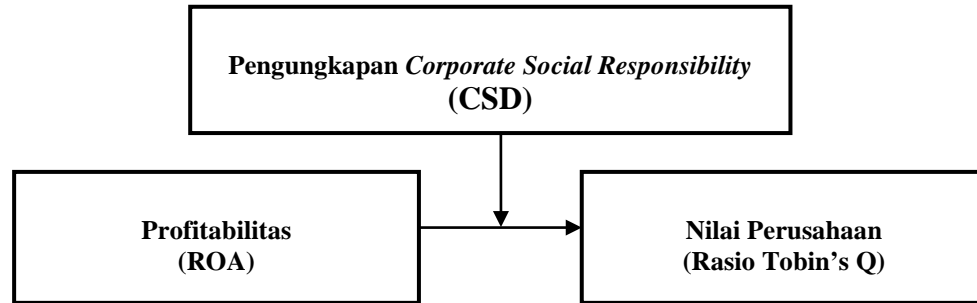 Pengungkapan Corporate Social Responsibility
(CSD)
Profitabilitas
(ROA)
Nilai Perusahaan
(Rasio Tobin’s Q)